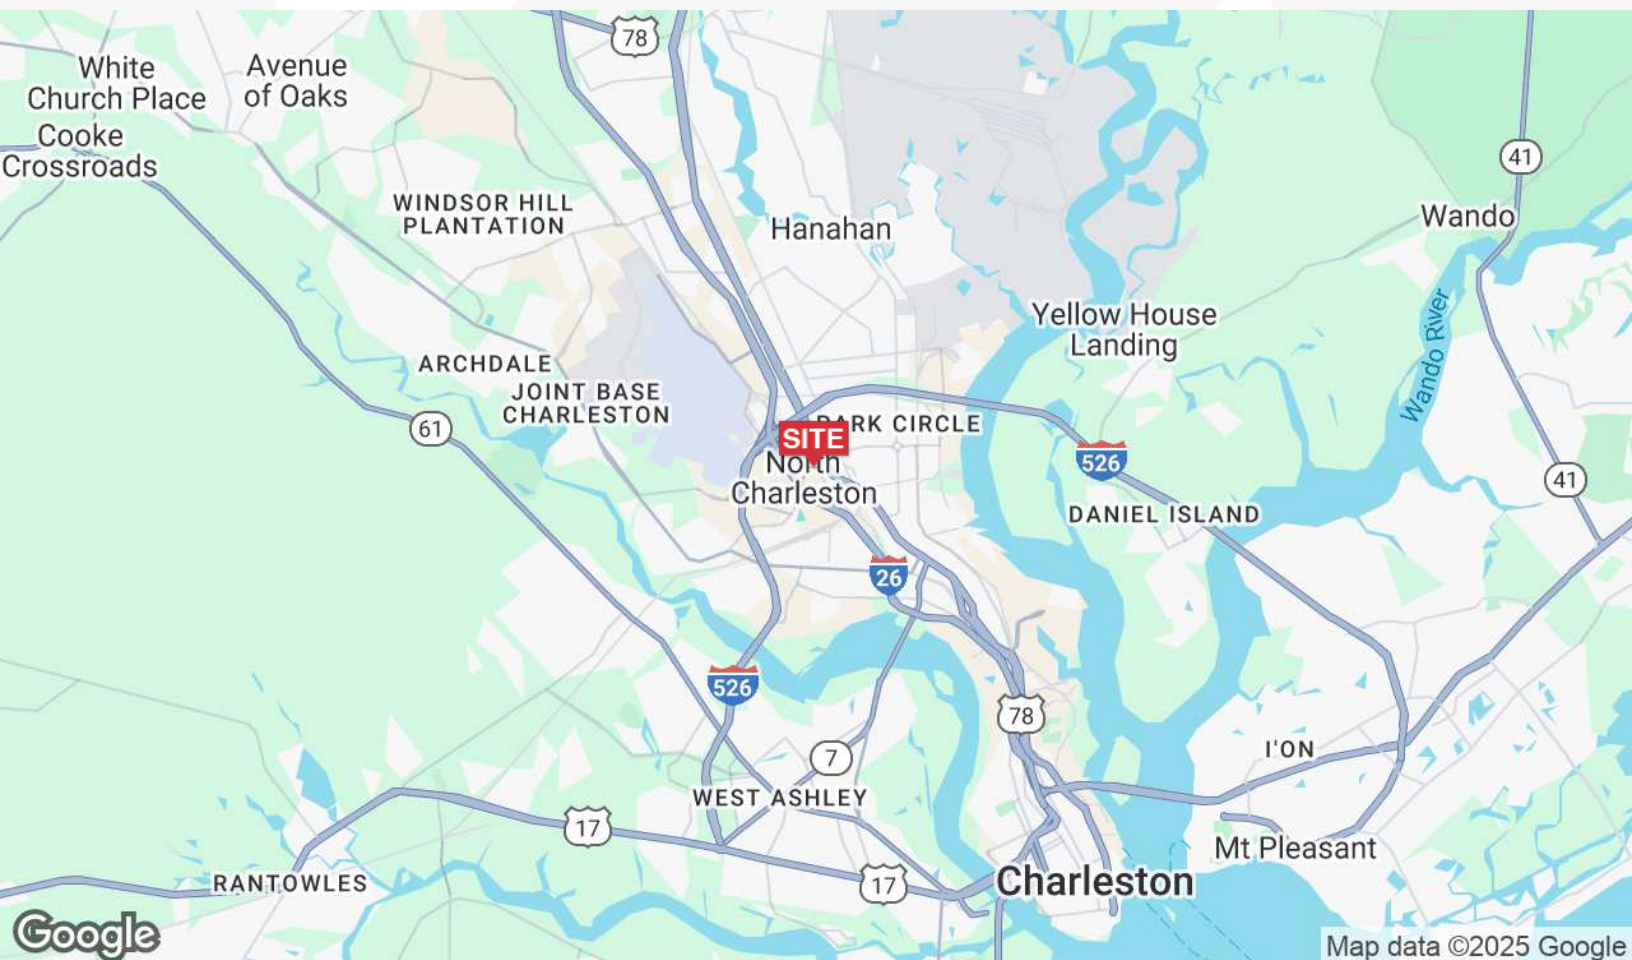 78
White
Church Place
Avenue
of Oaks
Cooke
Crossroads
41
WINDSOR HILL
PLANTATION
Hanahan
Wando
Yellow House
Landing
Wando River
ARCHDALE
JOINT BASE
CHARLESTON
61
PARK CIRCLE
SITE
North
Charleston
526
41
DANIEL ISLAND
26
526
78
7
I'ON
WEST ASHLEY
17
Mt Pleasant
RANTOWLES
17
Charleston
Google
Map data ©2025 Google